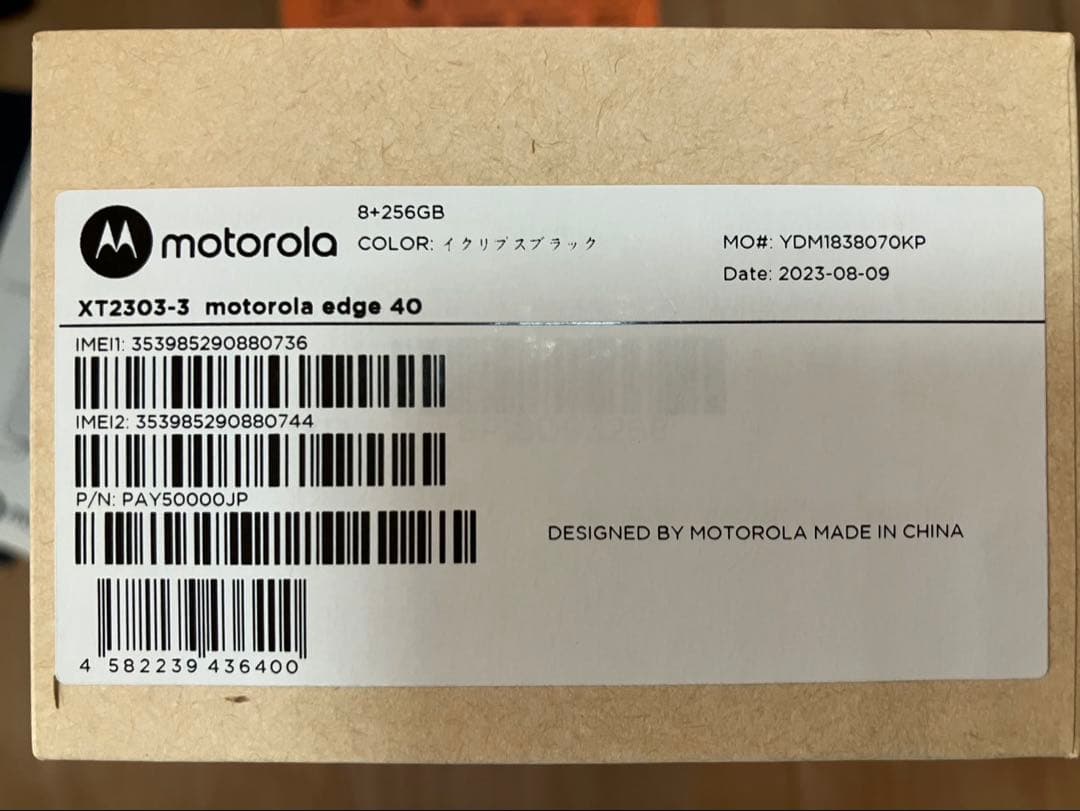 motorola
8+256GB
COLOR: イクリプスブラック
MO#: YDM1838070KP
Date: 2023-08-09
XT2303-3 motorola edge 40
IMEI1: 353985290880736
IMEI2: 353985290880744
P/N: PAY50000JP
DESIGNED BY MOTOROLA MADE IN CHINA
4 582239 436400